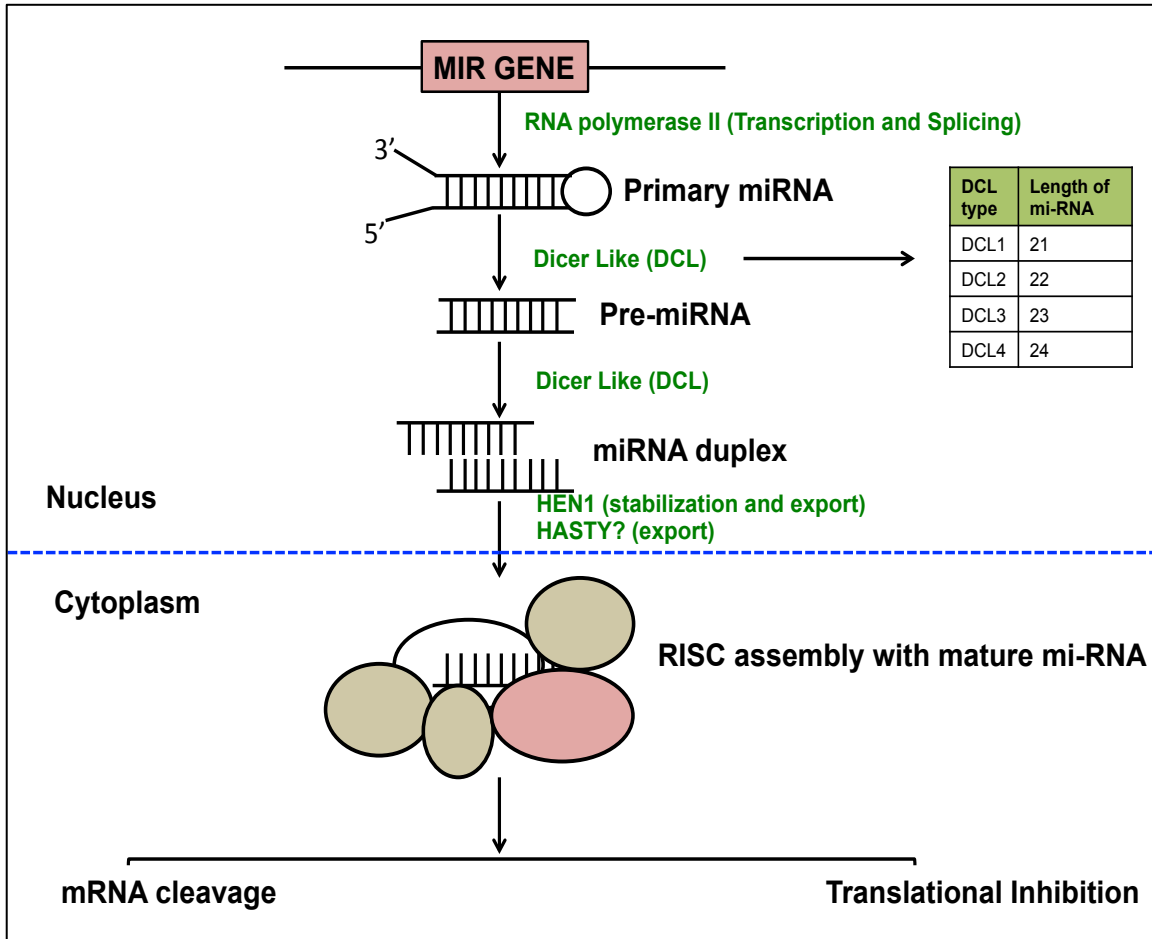 MIR GENE
RNA polymerase II (Transcription and Splicing)
3’
Primary miRNA
5’
Dicer Like (DCL)
DCL type
Length of mi-RNA
DCL1 21
DCL2 22
DCL3 23
DCL4 24
Pre-miRNA
Dicer Like (DCL)
miRNA duplex
Nucleus
HEN1 (stabilization and export)
HASTY? (export)
Cytoplasm
RISC assembly with mature mi-RNA
mRNA cleavage
Translational Inhibition